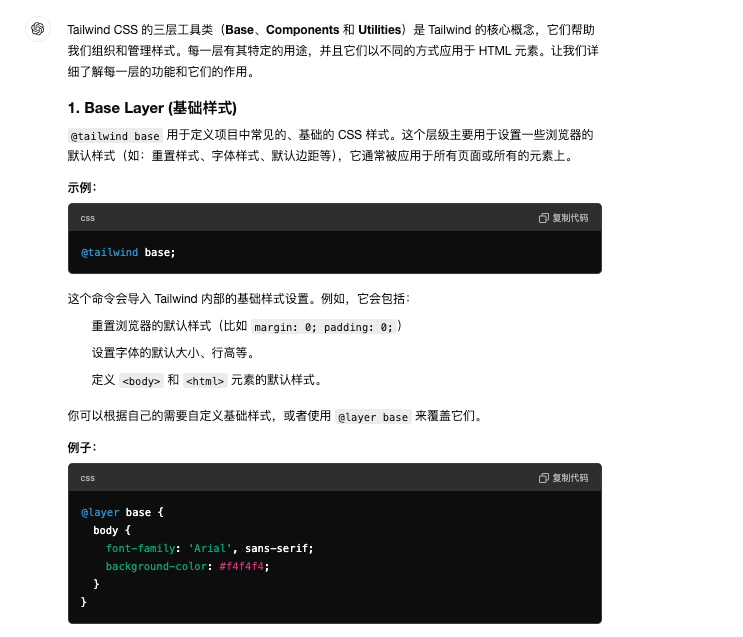 Tailwind CSS 的三层工具类（Base、Components 和 Utilities）是 Tailwind 的核心概念，它们帮助
我们组织和管理样式。每一层有其特定的用途，并且它们以不同的方式应用于 HTML 元素。让我们详
细了解每一层的功能和它们的作用。
1. Base Layer (基础样式)
@tailwind base 用于定义项目中常见的、基础的 CSS 样式。这个层级主要用于设置一些浏览器的
默认样式（如：重置样式、字体样式、默认边距等），它通常被应用于所有页面或所有的元素上。
示例：
css 复制代码
@tailwind base;
这个命令会导入 Tailwind 内部的基础样式设置。例如，它会包括：
重置浏览器的默认样式（比如 margin: 0; padding: 0;）
设置字体的默认大小、行高等。
定义 <body> 和 <html> 元素的默认样式。
你可以根据自己的需要自定义基础样式，或者使用 @layer base 来覆盖它们。
例子：
css 复制代码
@layer base {
body {
font-family: 'Arial', sans-serif;
background-color: #f4f4f4;
}
}